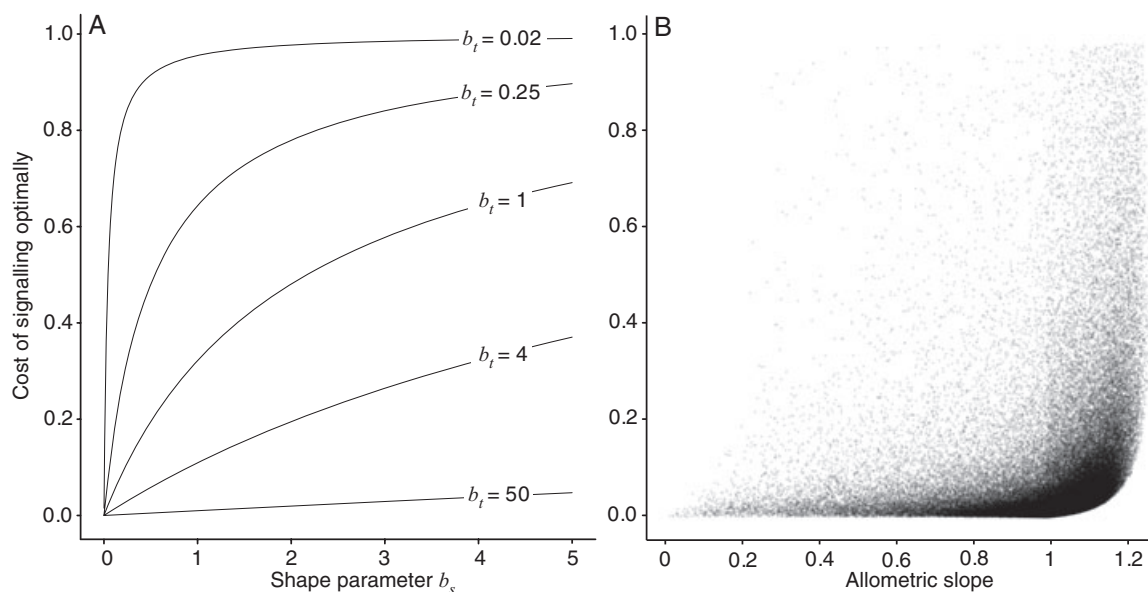 A
Cost of signalling optimally
1.0
0.8
0.6
0.4
0.2
0.0
b_t = 0.02
b_t = 0.25
b_t = 1
b_t = 4
b_t = 50
0 1 2 3 4 5
Shape parameter b_s
B
1.0
0.8
0.6
0.4
0.2
0.0
0 0.2 0.4 0.6 0.8 1 1.2
Allometric slope